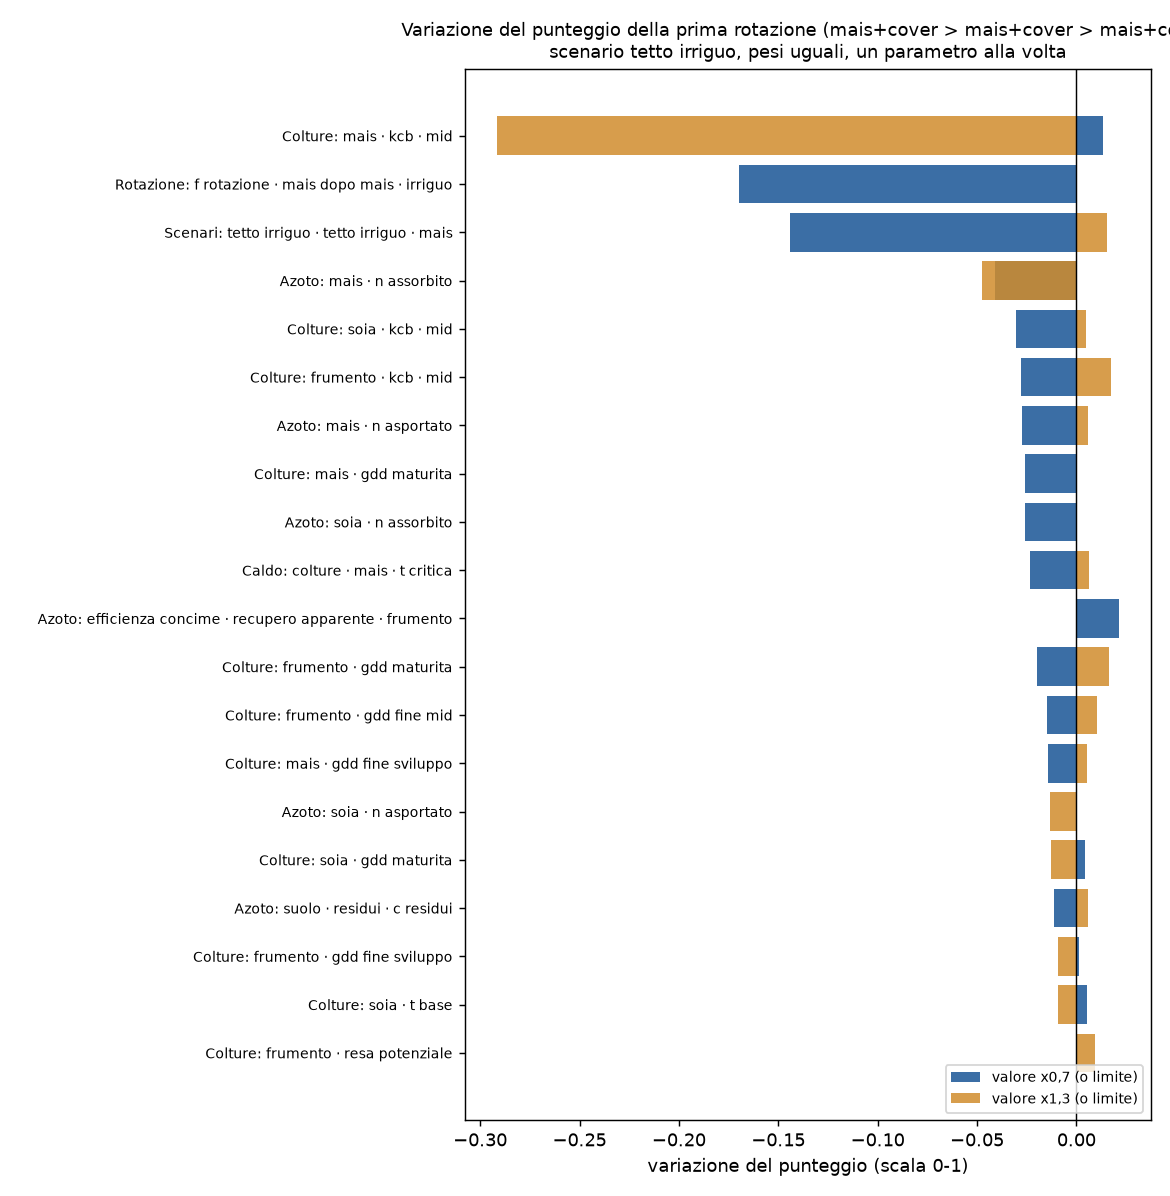 Variazione del punteggio della prima rotazione (mais+cover > mais+cover > mais+co
scenario tetto irriguo, pesi uguali, un parametro alla volta
Colture: mais · kcb · mid
Rotazione: f rotazione · mais dopo mais · irriguo
Scenari: tetto irriguo · tetto irriguo · mais
Azoto: mais · n assorbito
Colture: soia · kcb · mid
Colture: frumento · kcb · mid
Azoto: mais · n asportato
Colture: mais · gdd maturita
Azoto: soia · n assorbito
Caldo: colture · mais · t critica
Azoto: efficienza concime · recupero apparente · frumento
Colture: frumento · gdd maturita
Colture: frumento · gdd fine mid
Colture: mais · gdd fine sviluppo
Azoto: soia · n asportato
Colture: soia · gdd maturita
Azoto: suolo · residui · c residui
Colture: frumento · gdd fine sviluppo
Colture: soia · t base
Colture: frumento · resa potenziale
valore x0,7 (o limite)
valore x1,3 (o limite)
−0.30 −0.25 −0.20 −0.15 −0.10 −0.05 0.00
variazione del punteggio (scala 0-1)